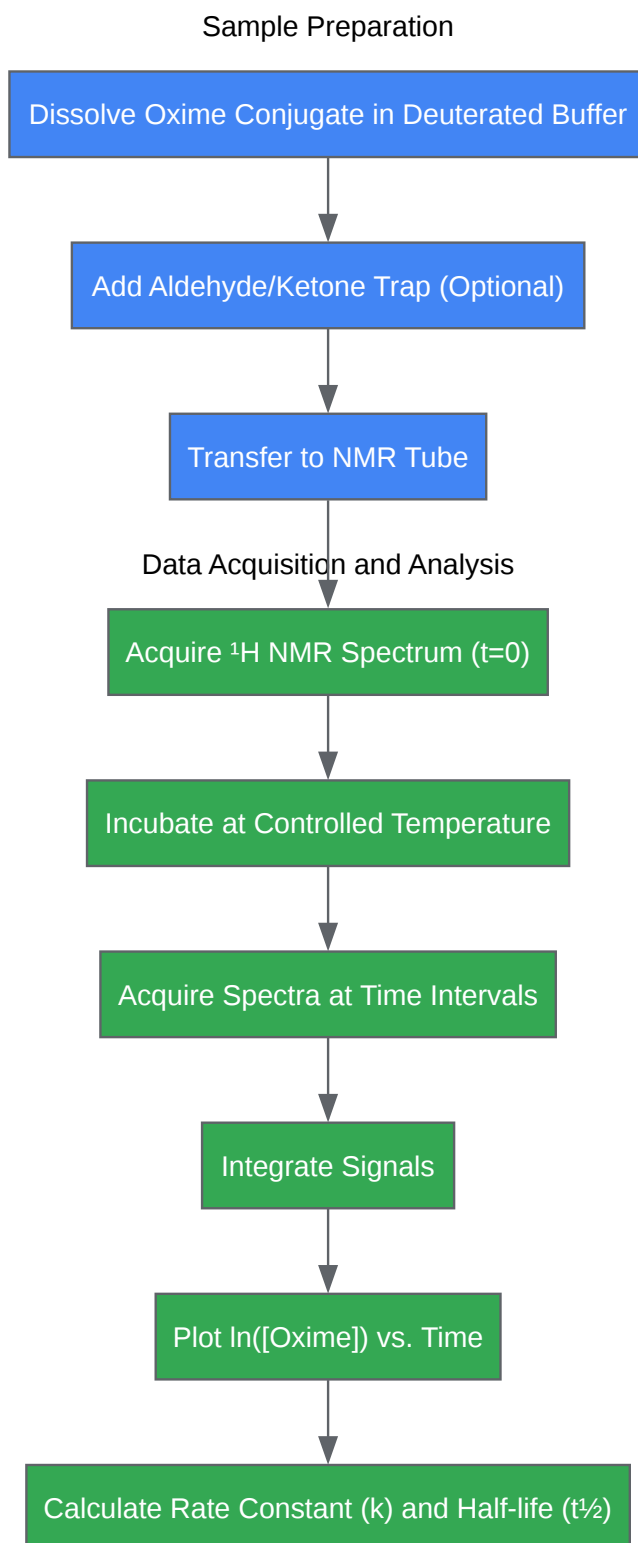 Sample Preparation
Dissolve Oxime Conjugate in Deuterated Buffer
Add Aldehyde/Ketone Trap (Optional)
Transfer to NMR Tube
Data Acquisition and Analysis
Acquire ¹H NMR Spectrum (t=0)
Incubate at Controlled Temperature
Acquire Spectra at Time Intervals
Integrate Signals
Plot ln([Oxime]) vs. Time
Calculate Rate Constant (k) and Half-life (t½)